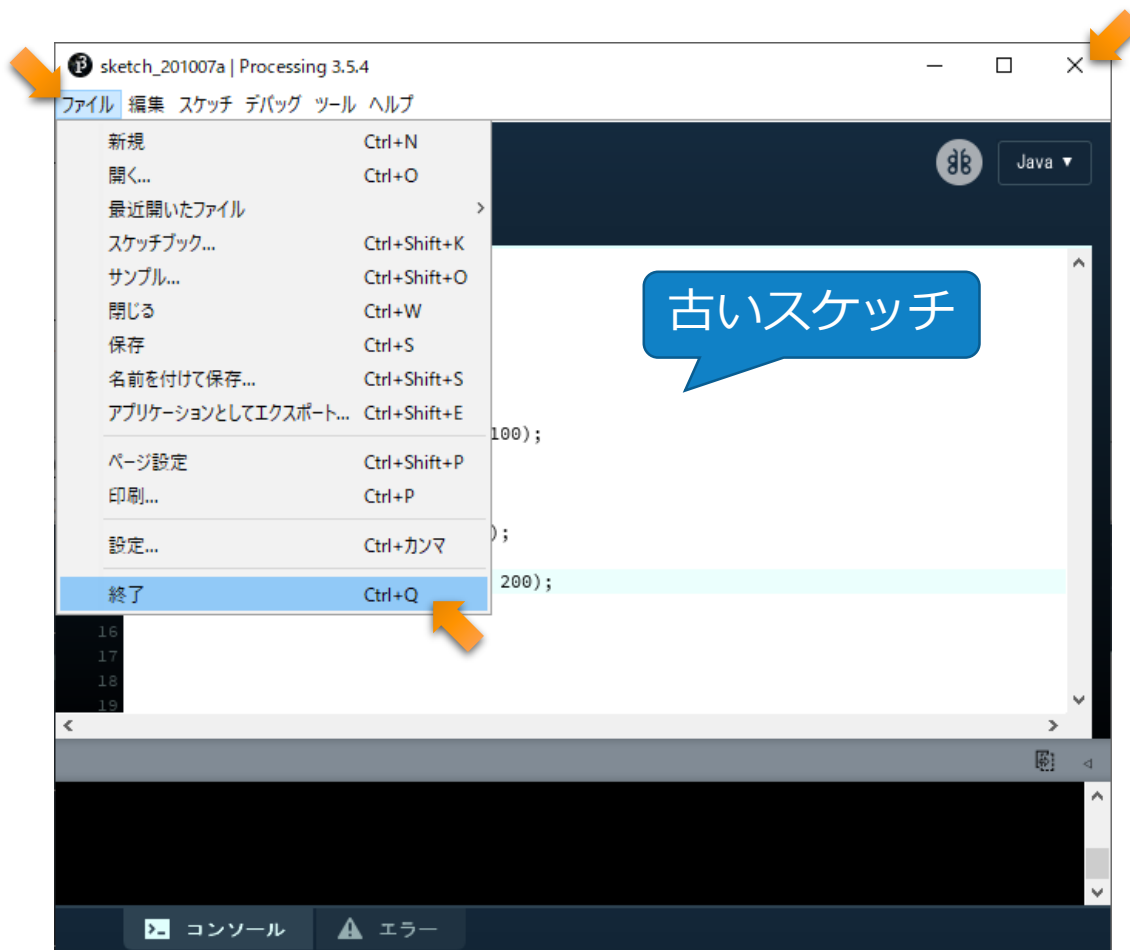 sketch_201007a | Processing 3.5.4
ファイル 編集 スケッチ デバッグ ツール ヘルプ
新規 Ctrl+N
開く... Ctrl+O
最近開いたファイル >
スケッチブック... Ctrl+Shift+K
サンプル... Ctrl+Shift+O
閉じる Ctrl+W
保存 Ctrl+S
名前を付けて保存... Ctrl+Shift+S
アプリケーションとしてエクスポート... Ctrl+Shift+E
ページ設定 Ctrl+Shift+P
印刷... Ctrl+P
設定... Ctrl+カンマ
終了 Ctrl+Q
Java ▼
古いスケッチ
100);
);
200);
16
17
18
19
コンソール エラー